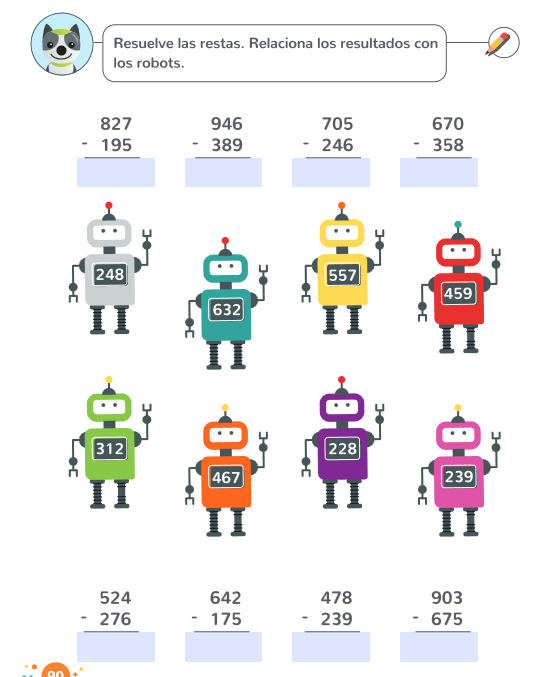 Resuelve las restas. Relaciona los resultados con
los robots.
827 946 705 670
- 195 - 389 - 246 - 358
248 632 557 459
312 467 228 239
524 642 478 903
- 276 - 175 - 239 - 675